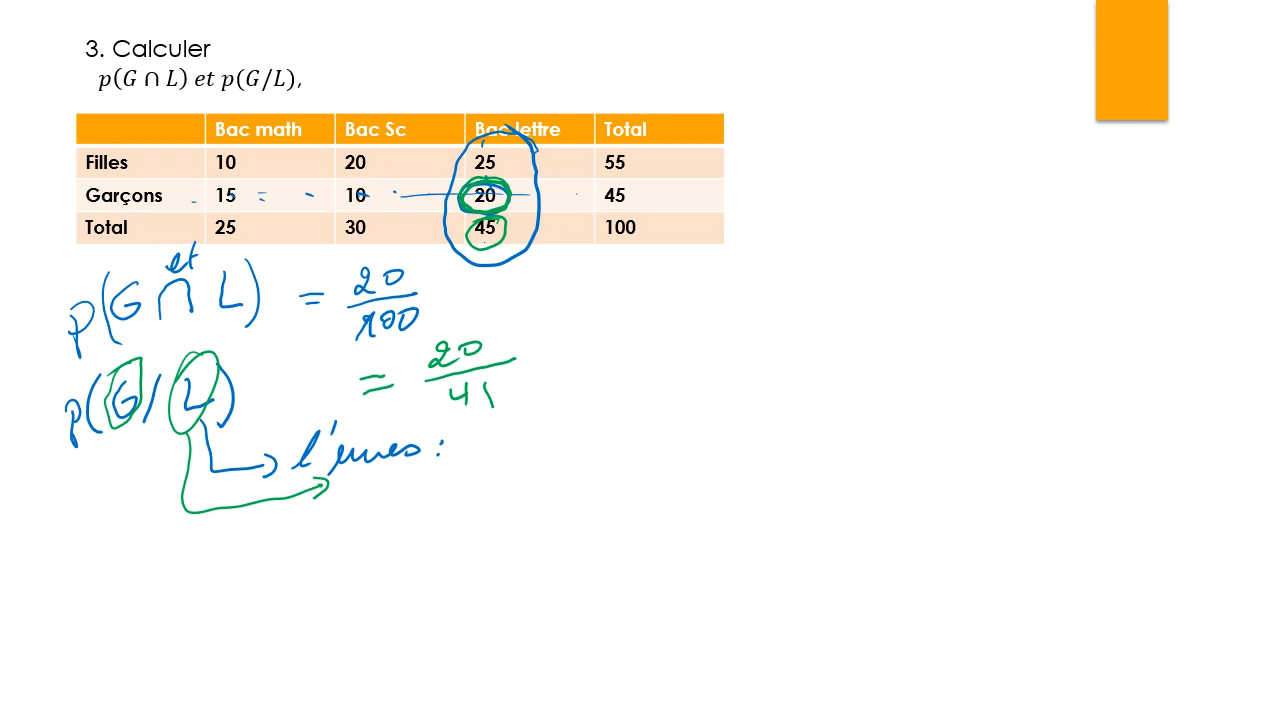 3. Calculer
p(G ∩ L) et p(G/L),
Bac math Bac Sc Bac lettre Total
Filles 10 20 25 55
Garçons 15 10 20 45
Total 25 30 45 100
et
P(G ∩ L) = 20/100
P(G/L) = 20/45